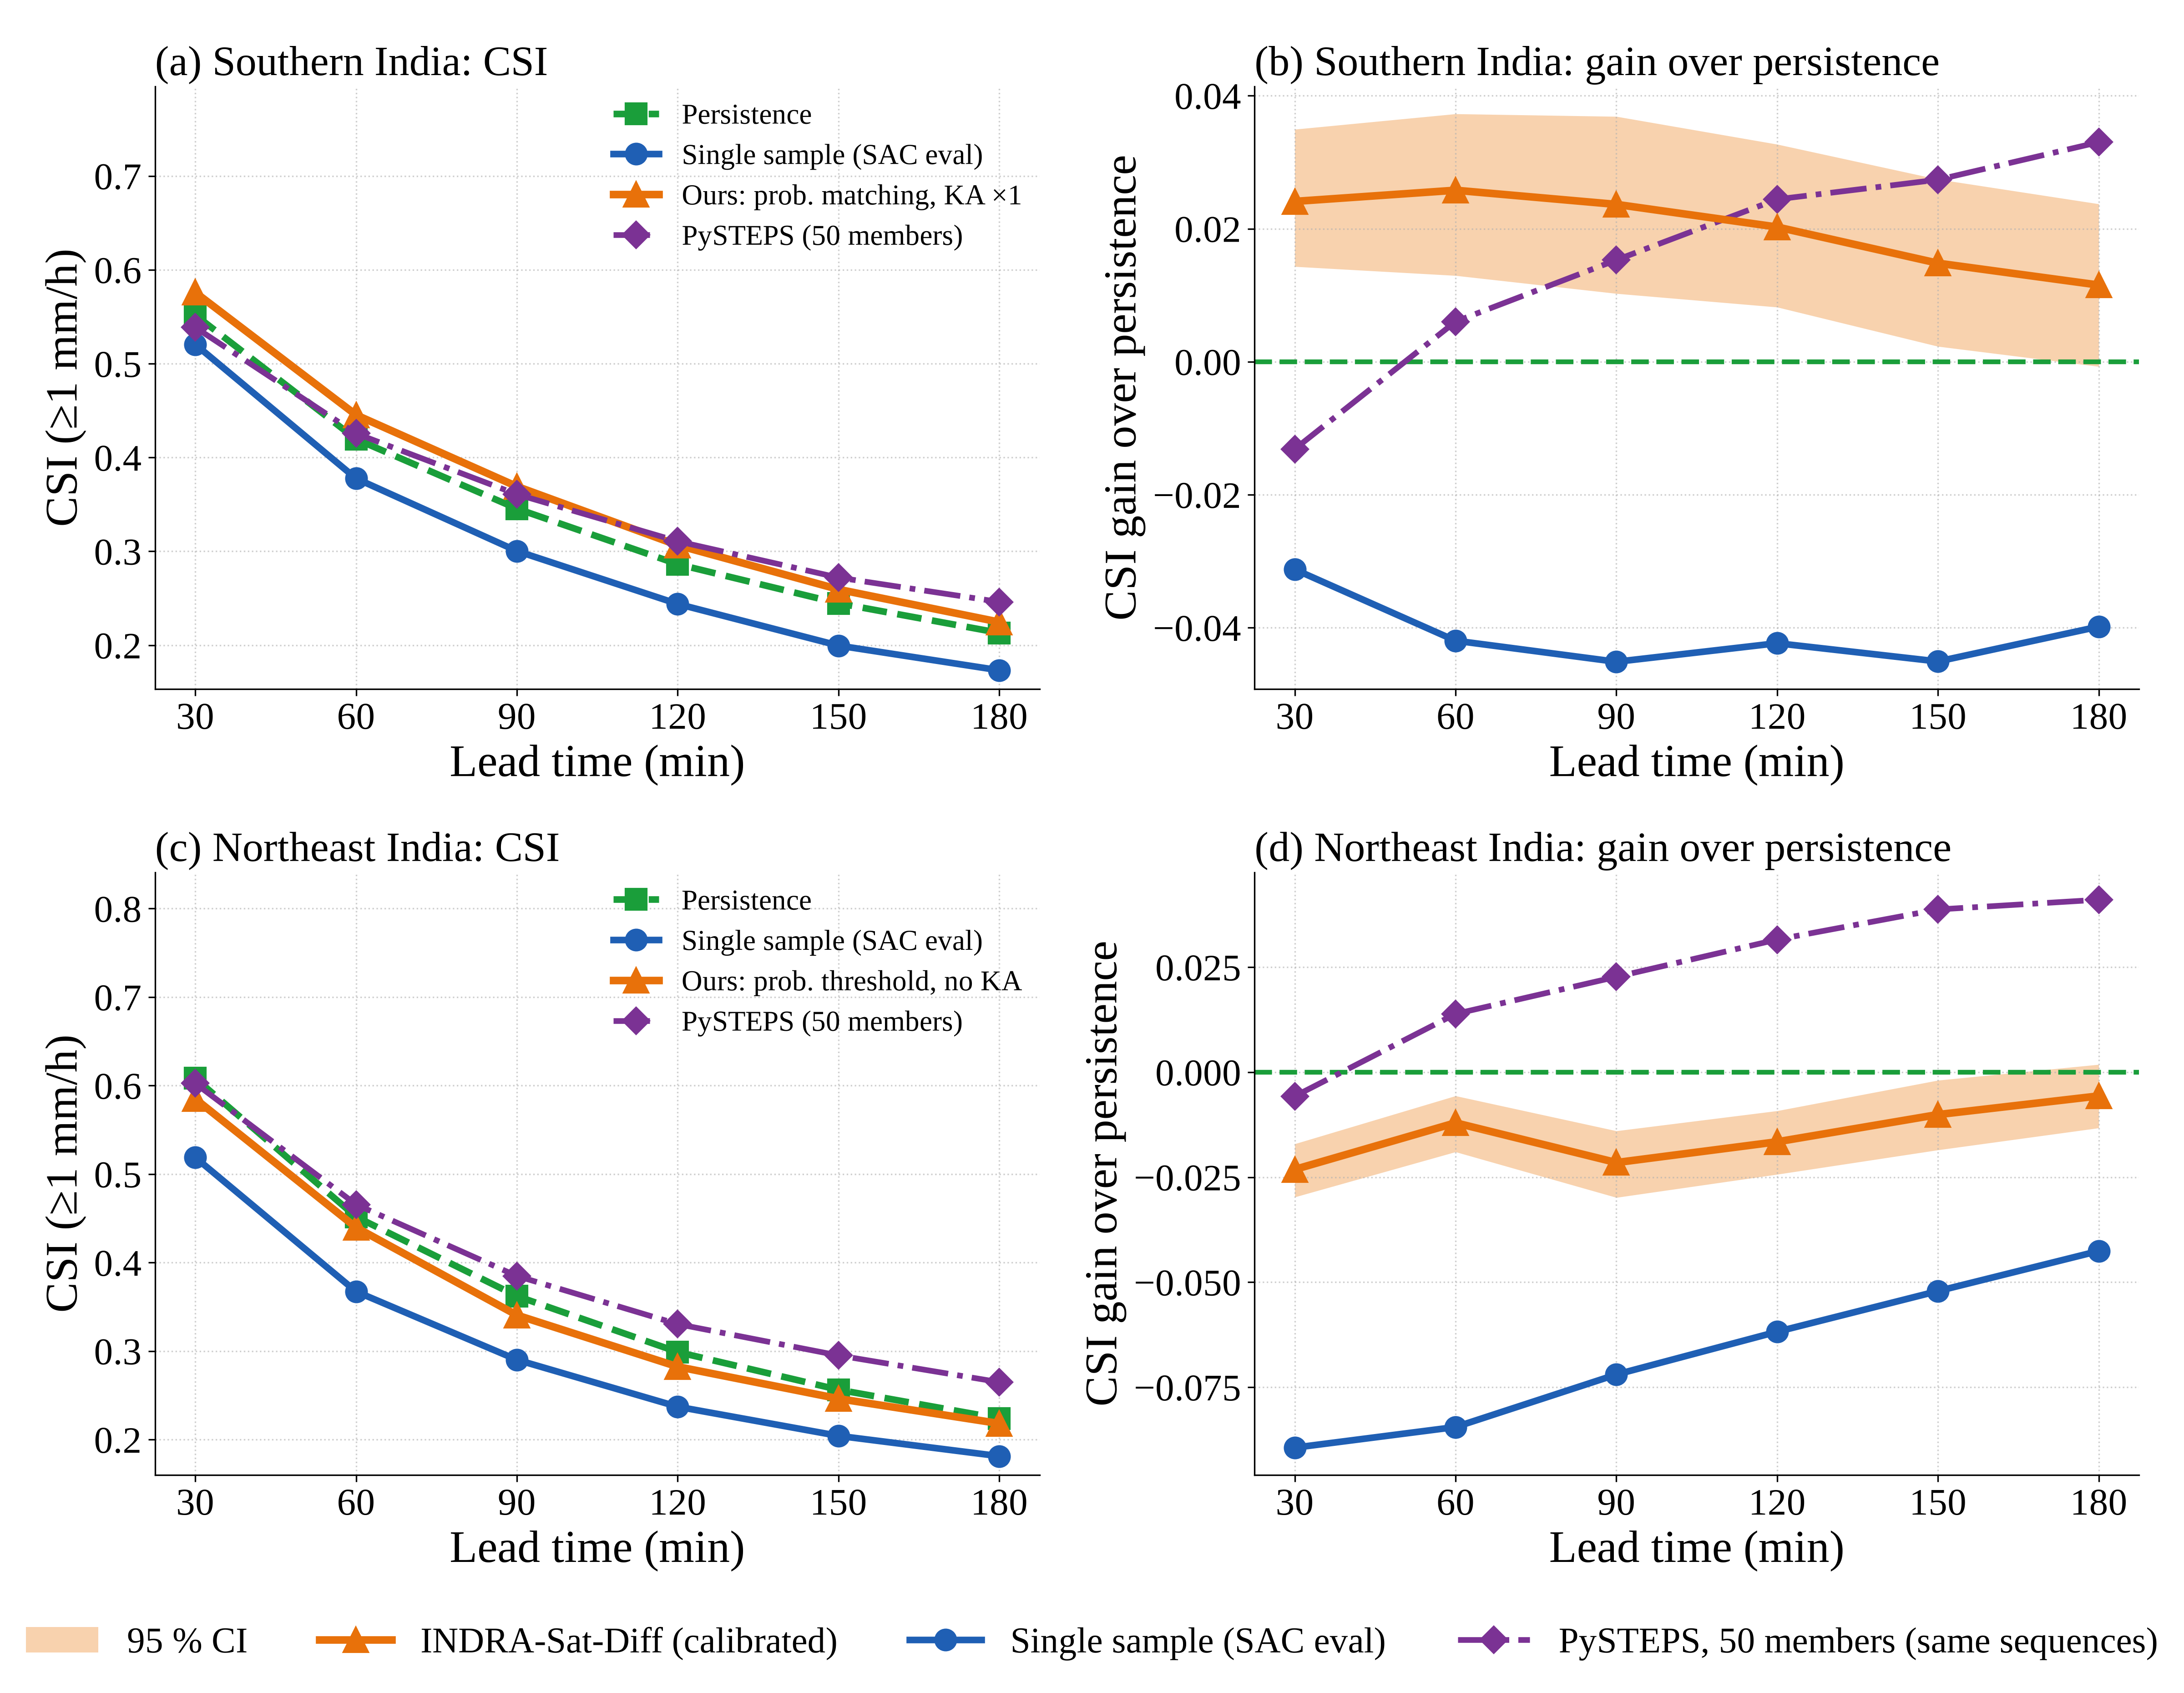 (a) Southern India: CSI
CSI (≥1 mm/h)
0.7
0.6
0.5
0.4
0.3
0.2
Persistence
Single sample (SAC eval)
Ours: prob. matching, KA ×1
PySTEPS (50 members)
30 60 90 120 150 180
Lead time (min)
(b) Southern India: gain over persistence
CSI gain over persistence
0.04
0.02
0.00
−0.02
−0.04
30 60 90 120 150 180
Lead time (min)
(c) Northeast India: CSI
CSI (≥1 mm/h)
0.8
0.7
0.6
0.5
0.4
0.3
0.2
Persistence
Single sample (SAC eval)
Ours: prob. threshold, no KA
PySTEPS (50 members)
30 60 90 120 150 180
Lead time (min)
(d) Northeast India: gain over persistence
CSI gain over persistence
0.025
0.000
−0.025
−0.050
−0.075
30 60 90 120 150 180
Lead time (min)
95 % CI INDRA-Sat-Diff (calibrated) Single sample (SAC eval) PySTEPS, 50 members (same sequences)